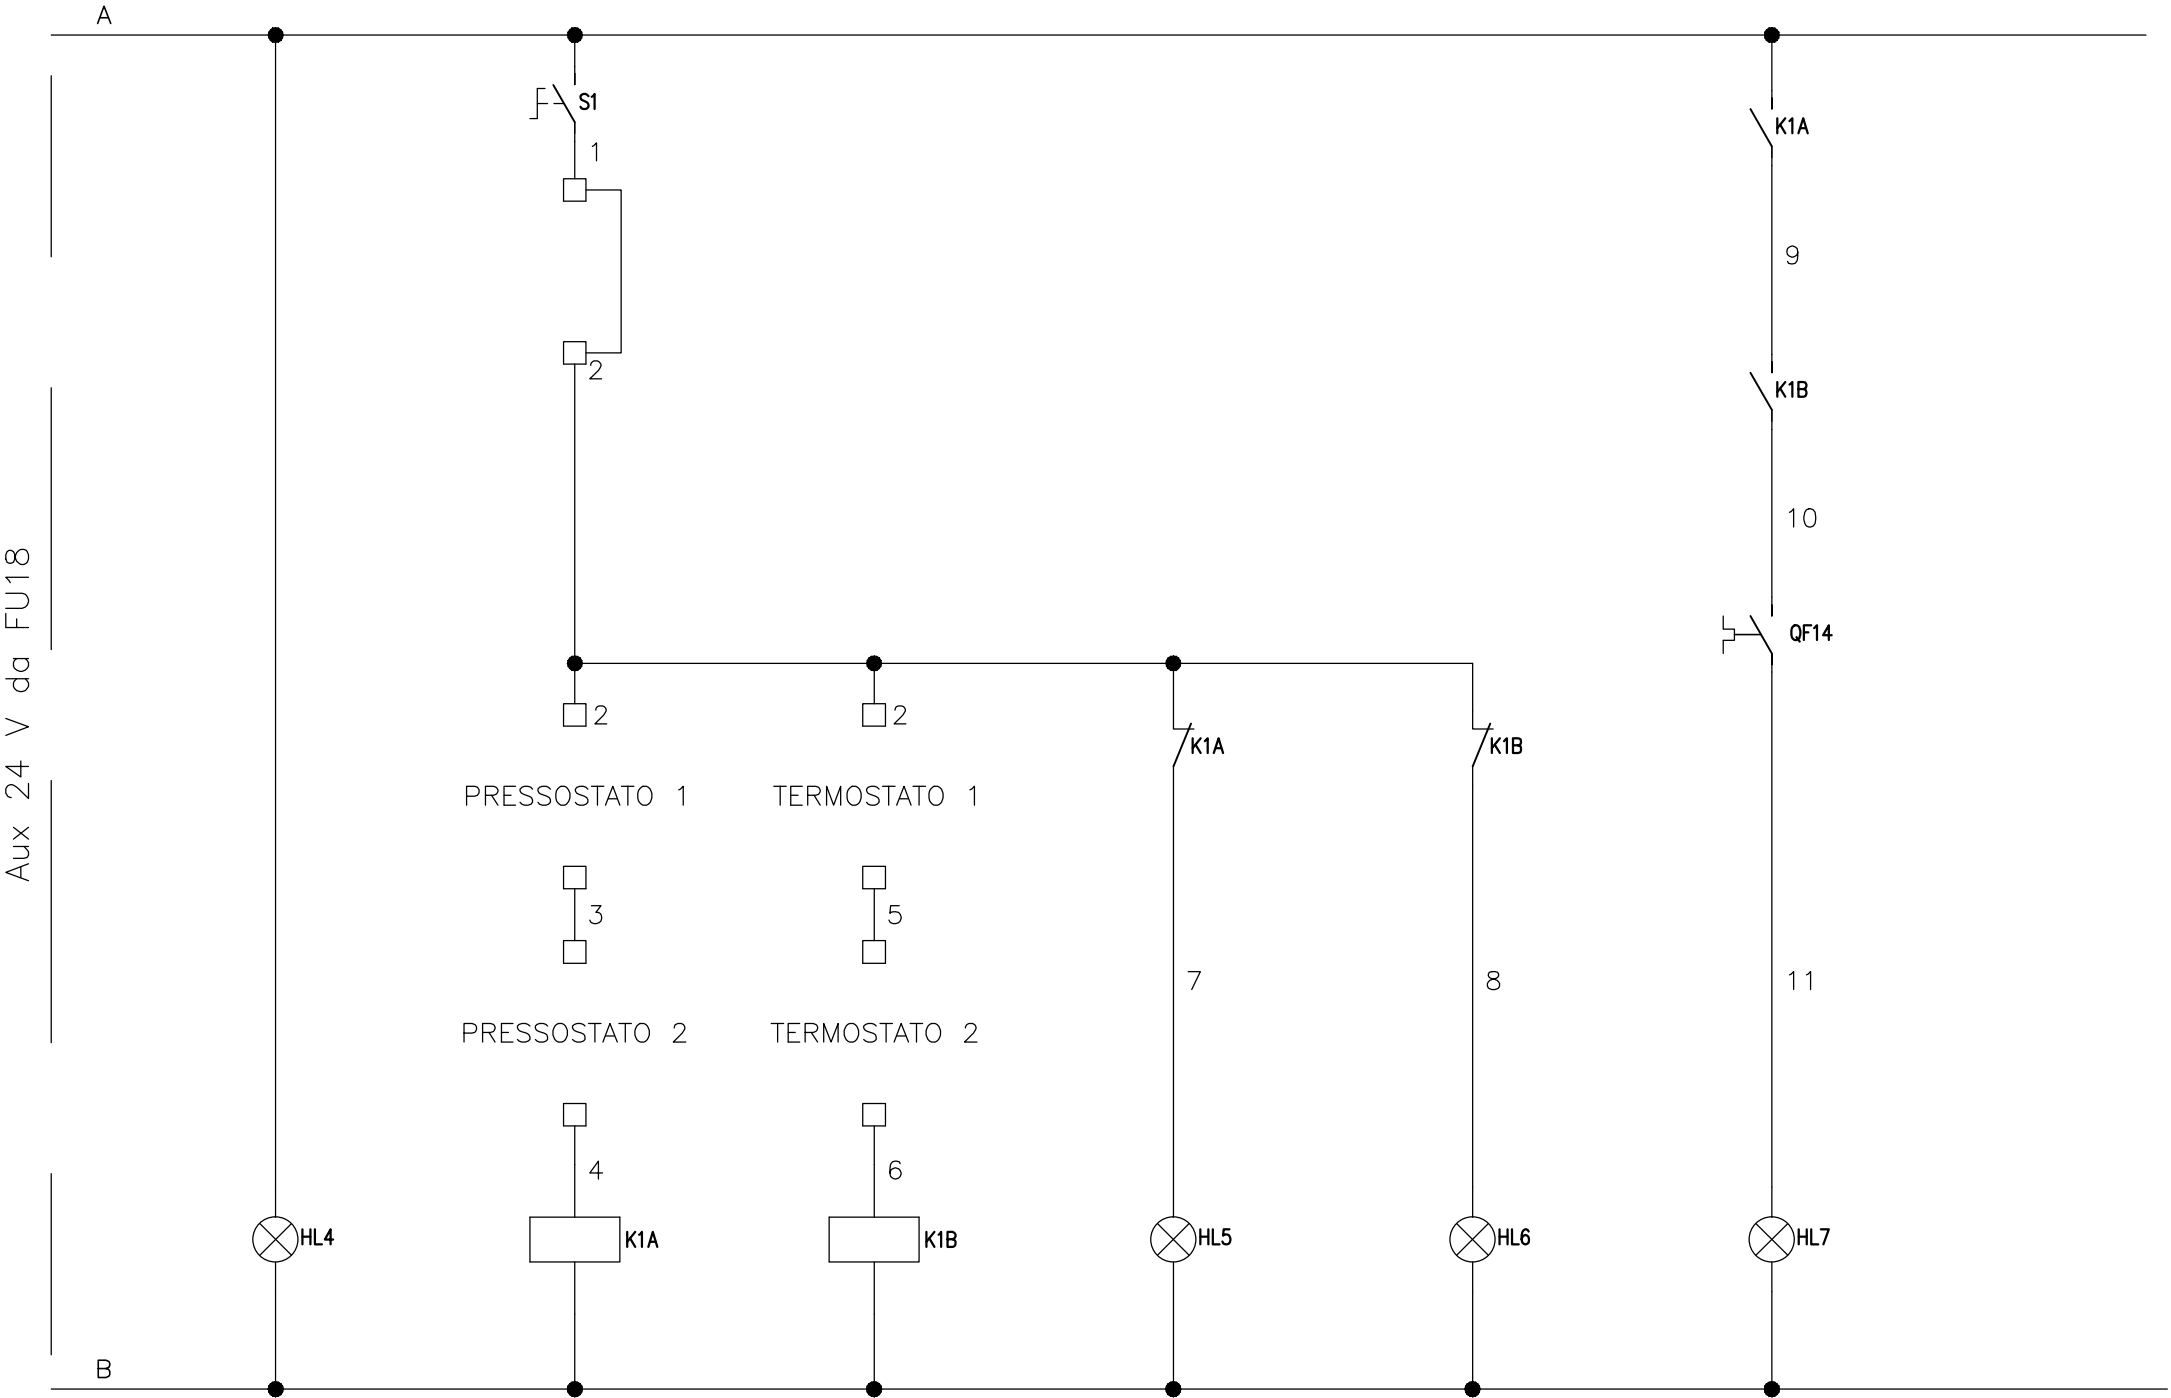 A
S1
1
K1A
9
2
K1B
10
Aux 24 V da FU18
QF14
2
2
K1A
K1B
PRESSOSTATO 1
TERMOSTATO 1
3
5
7
8
11
PRESSOSTATO 2
TERMOSTATO 2
4
6
HL4
K1A
K1B
HL5
HL6
HL7
B